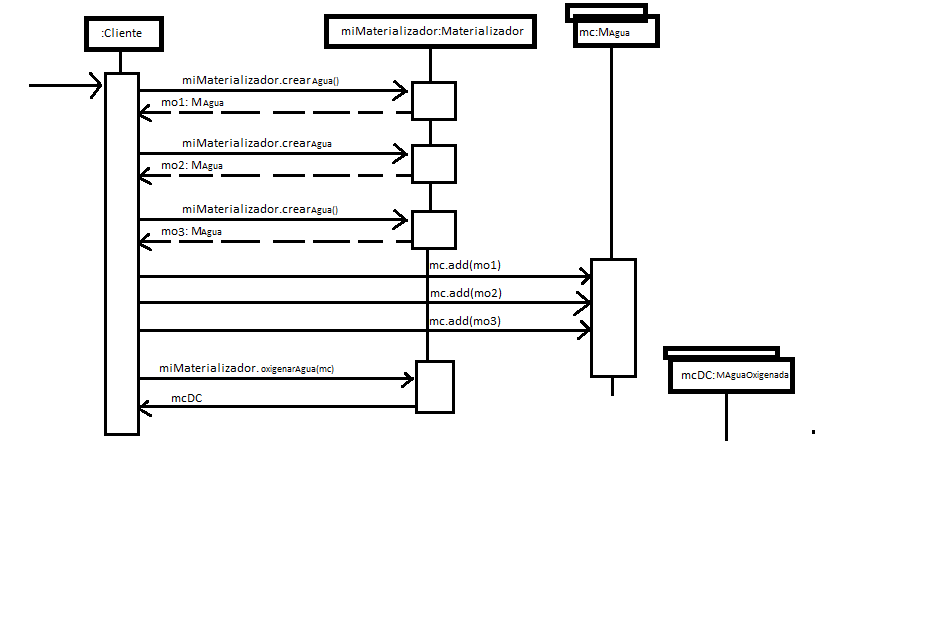 :Cliente
miMaterializador:Materializador
mc:MAgua
miMaterializador.crearAgua()
mo1: MAgua
miMaterializador.crearAgua
mo2: MAgua
miMaterializador.crearAgua()
mo3: MAgua
mc.add(mo1)
mc.add(mo2)
mc.add(mo3)
miMaterializador.oxigenarAgua(mc)
mcDC:MAguaOxigenada
mcDC